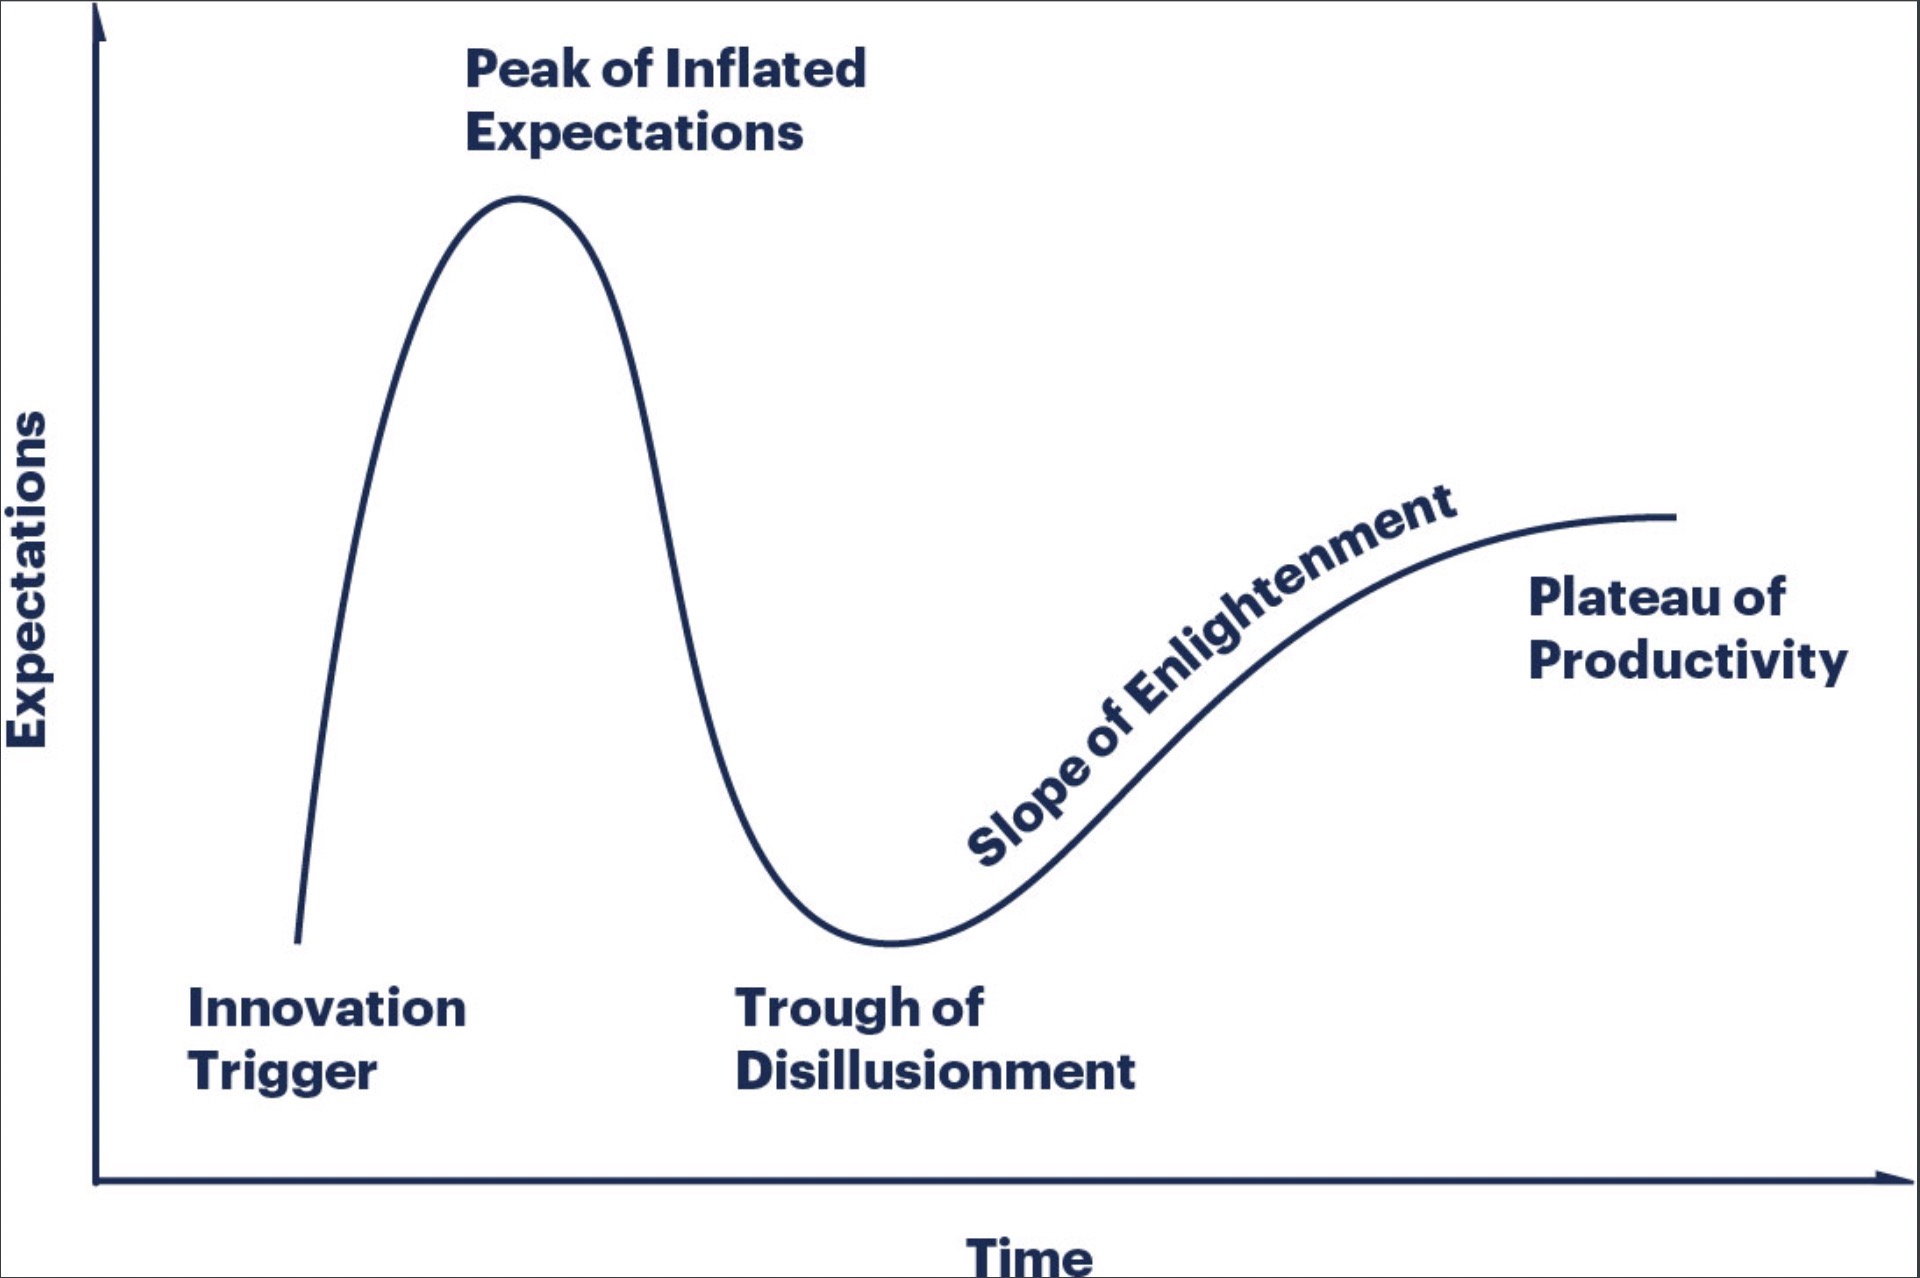 Peak of Inflated
Expectations
Expectations
Slope of Enlightenment
Plateau of
Productivity
Innovation
Trigger
Trough of
Disillusionment
Time